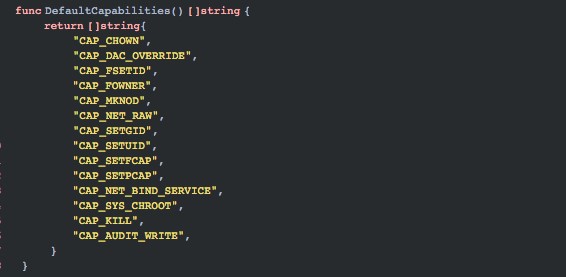 func DefaultCapabilities() []string {
return []string{
"CAP_CHOWN",
"CAP_DAC_OVERRIDE",
"CAP_FSETID",
"CAP_FOWNER",
"CAP_MKNOD",
"CAP_NET_RAW",
"CAP_SETGID",
"CAP_SETUID",
"CAP_SETFCAP",
"CAP_SETPCAP",
"CAP_NET_BIND_SERVICE",
"CAP_SYS_CHROOT",
"CAP_KILL",
"CAP_AUDIT_WRITE",
}
}